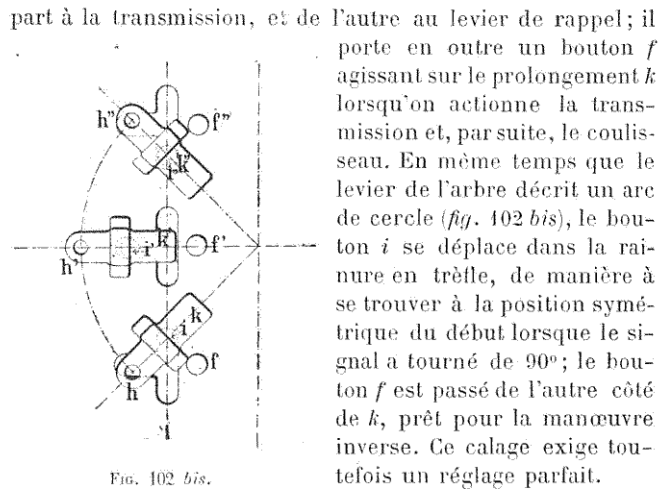 part à la transmission, et de l'autre au levier de rappel; il
porte en outre un bouton f
agissant sur le prolongement k
lorsqu'on actionne la trans-
mission et, par suite, le coulis-
seau. En même temps que le
levier de l'arbre décrit un arc
de cercle (fig. 102 bis), le bou-
ton i se déplace dans la rai-
nure en trèfle, de manière à
se trouver à la position symé-
trique du début lorsque le si-
gnal a tourné de 90°; le bou-
ton f est passé de l'autre côté
de k, prêt pour la manœuvre
inverse. Ce calage exige tou-
tefois un réglage parfait.
h" f"
i" k"
h' i' k' f'
k
i f
h
Fig. 102 bis.